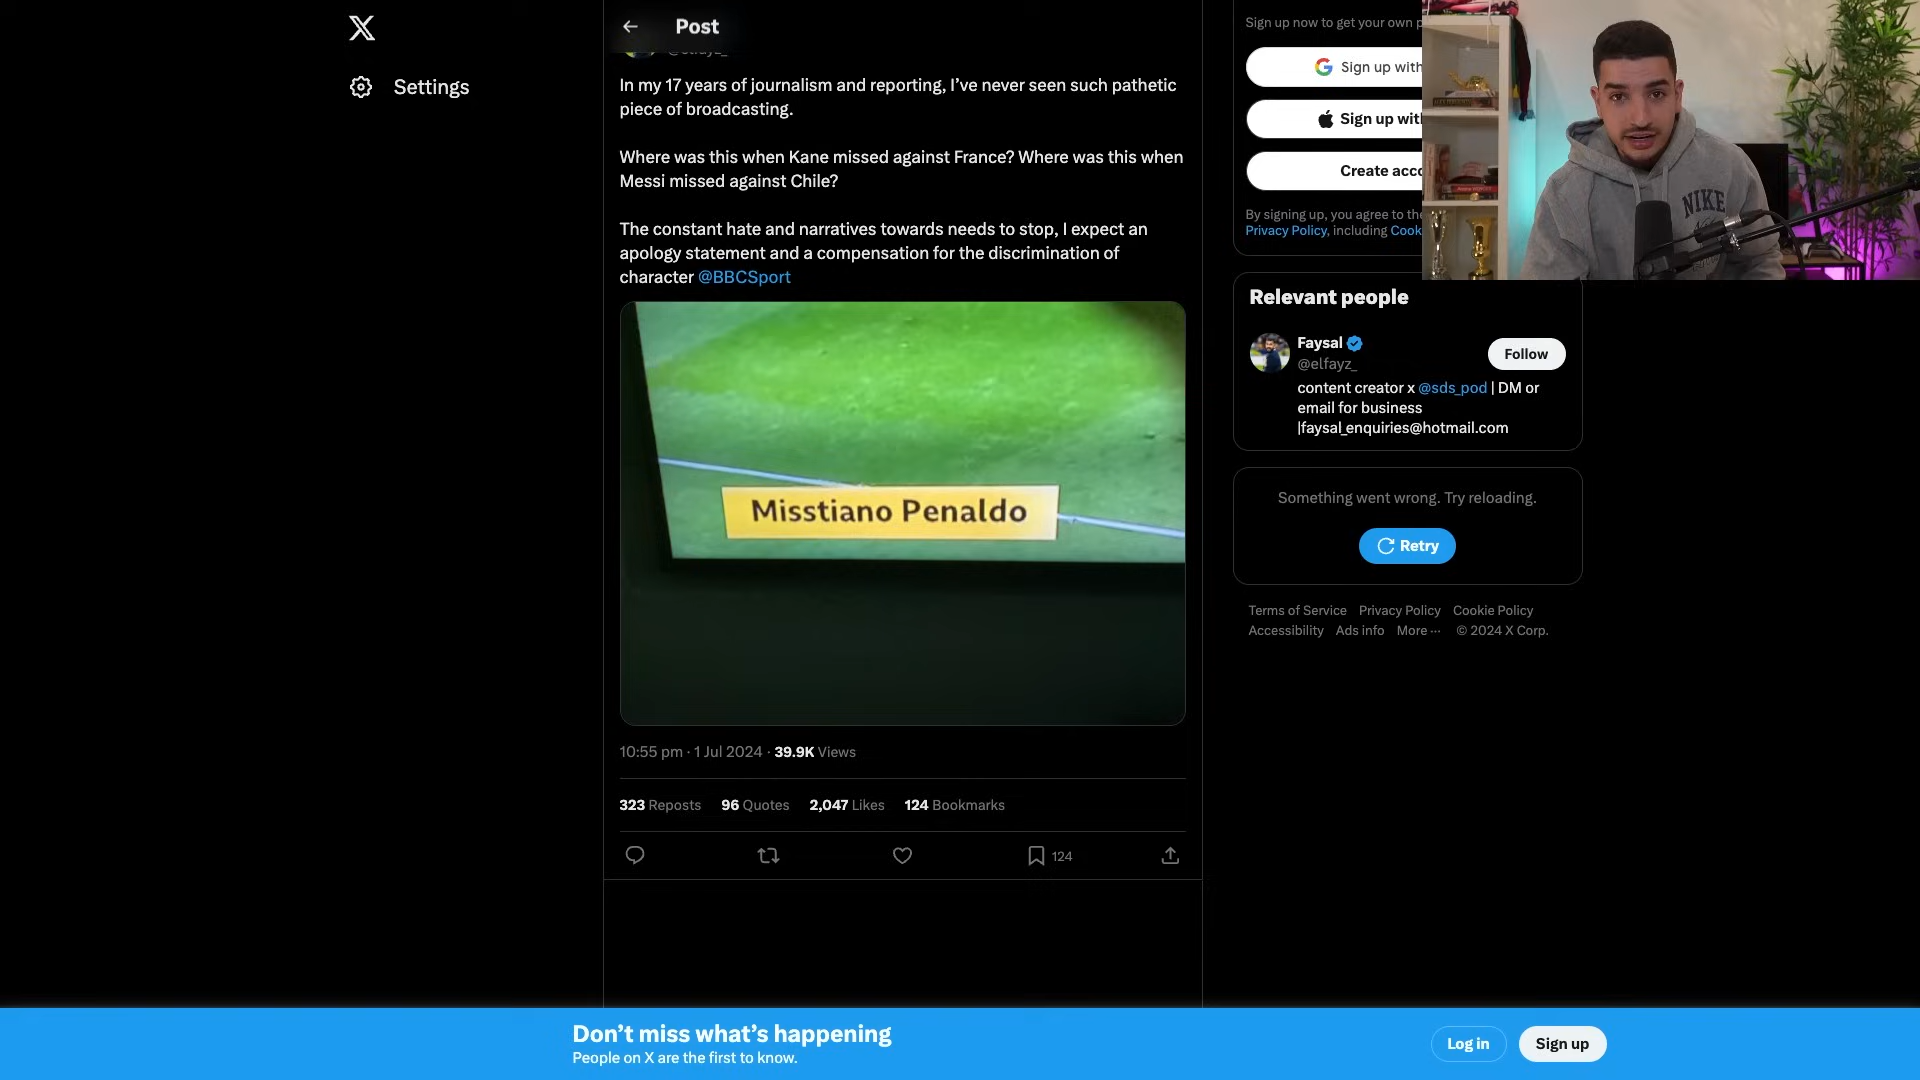 Post
Settings
In my 17 years of journalism and reporting, I’ve never seen such pathetic
piece of broadcasting.
Where was this when Kane missed against France? Where was this when
Messi missed against Chile?
The constant hate and narratives towards needs to stop, I expect an
apology statement and a compensation for the discrimination of
character @BBCSport
Misstiano Penaldo
10:55 pm · 1 Jul 2024 · 39.9K Views
323 Reposts 96 Quotes 2,047 Likes 124 Bookmarks
124
Sign up now to get your own
Sign up with
Sign up with
Create
By signing up, you agree to the
Privacy Policy, including
NIKE
Relevant people
Faysal
@elfayz_
Follow
content creator x @sds_pod | DM or
email for business
|faysal_enquiries@hotmail.com
Something went wrong. Try reloading.
Retry
Terms of Service Privacy Policy Cookie Policy
Accessibility Ads info More ··· © 2024 X Corp.
Don’t miss what’s happening
People on X are the first to know.
Log in
Sign up